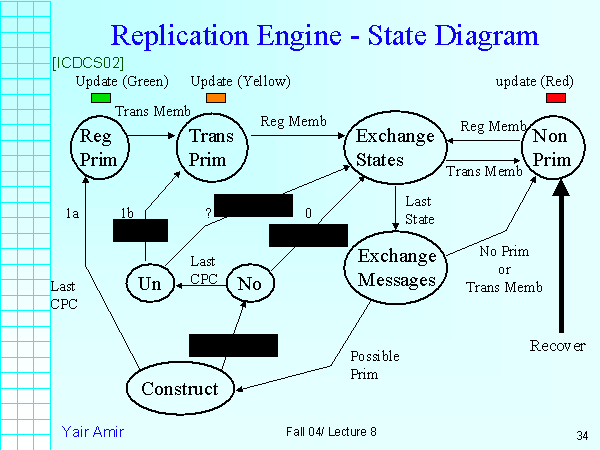 Replication Engine - State Diagram
[ICDCS02]
Update (Green)
Update (Yellow)
update (Red)
Trans Memb
Reg Memb
Reg Memb
Reg
Prim
Trans
Prim
Exchange
States
Non
Prim
Trans Memb
1a
1b
?
0
Last
State
Exchange
Messages
No Prim
or
Trans Memb
Last
CPC
Un
Last
CPC
No
Recover
Possible
Prim
Construct
Yair Amir
Fall 04/ Lecture 8
34